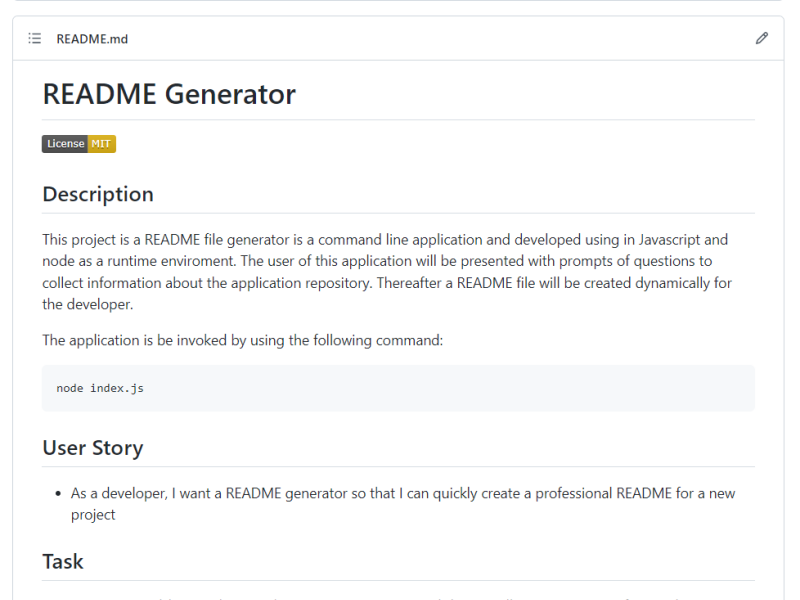 README.md
README Generator
License MIT
Description
This project is a README file generator is a command line application and developed using in Javascript and
node as a runtime enviroment. The user of this application will be presented with prompts of questions to
collect information about the application repository. Thereafter a README file will be created dynamically for
the developer.
The application is be invoked by using the following command:
node index.js
User Story
As a developer, I want a README generator so that I can quickly create a professional README for a new
project
Task